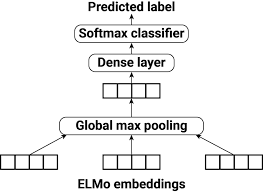 Predicted label
Softmax classifier
Dense layer
Global max pooling
ELMo embeddings